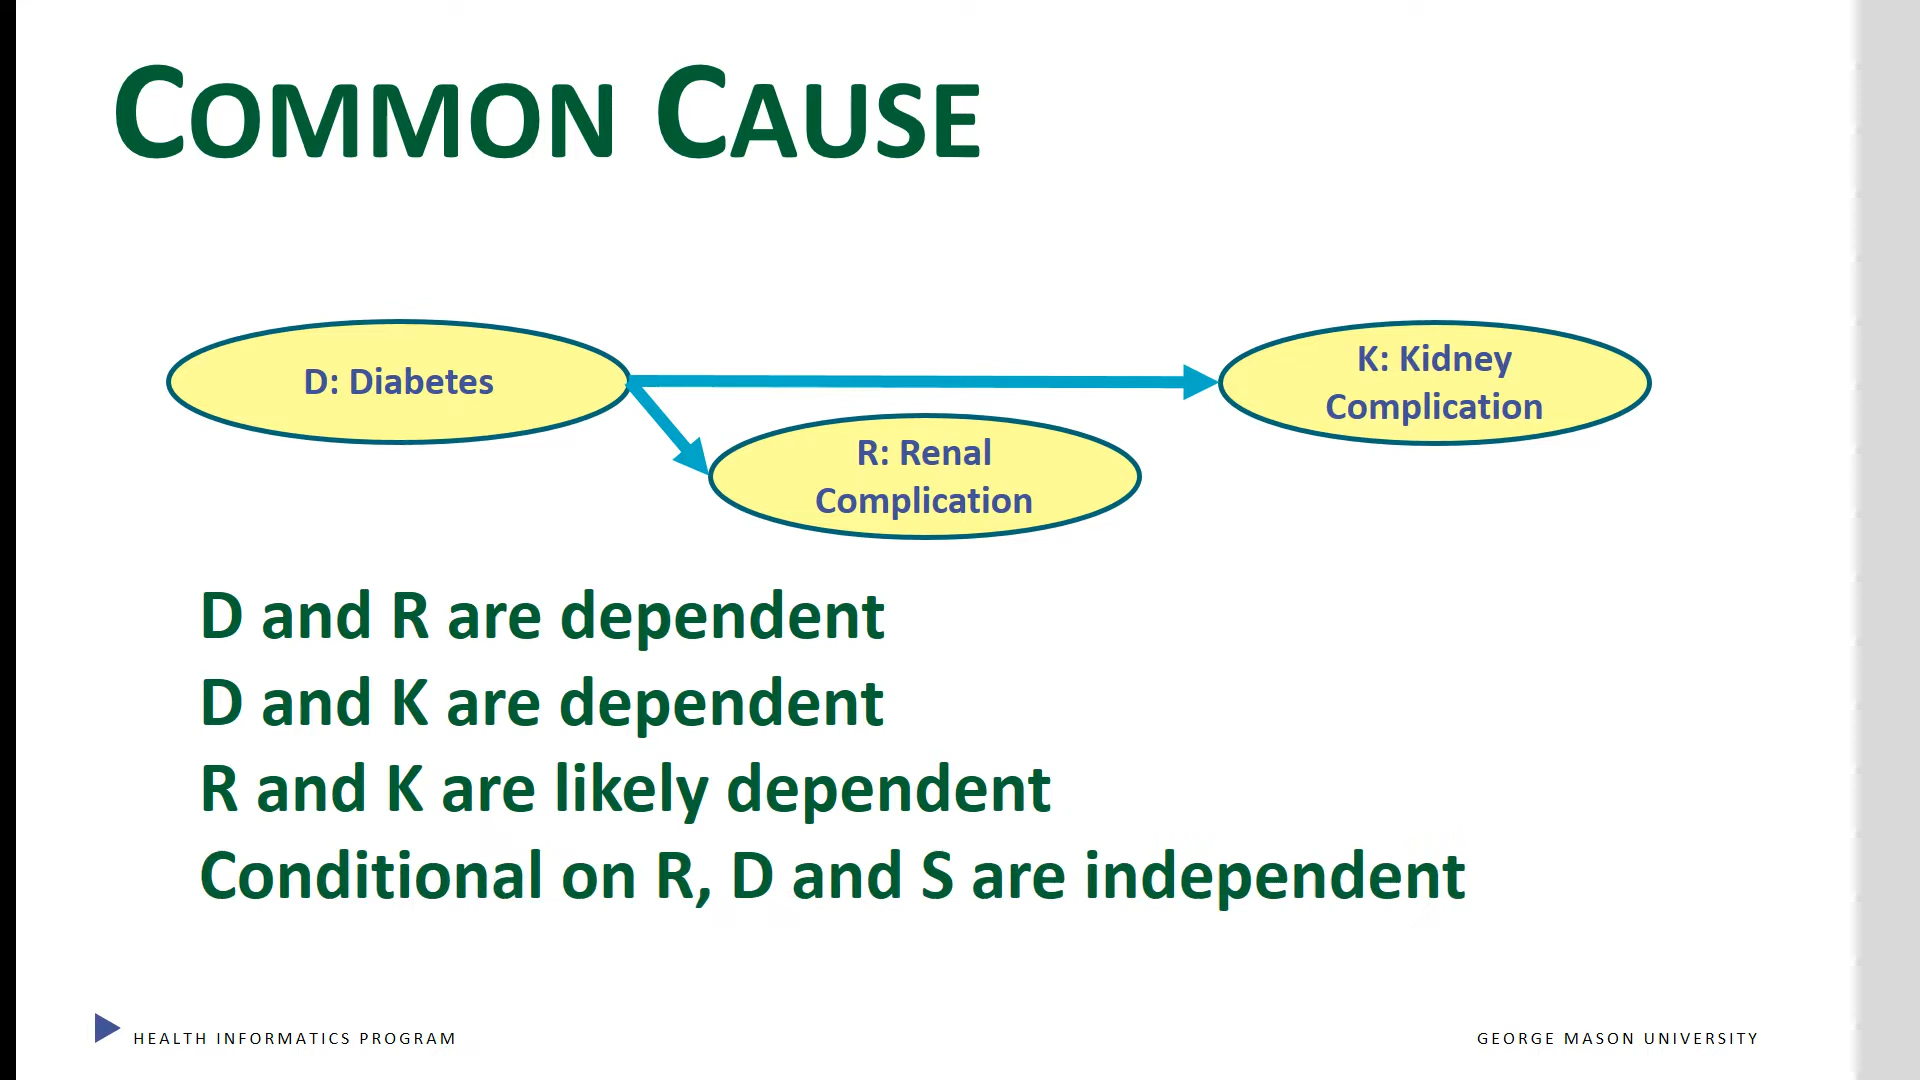 COMMON CAUSE
D: Diabetes
K: Kidney
Complication
R: Renal
Complication
D and R are dependent
D and K are dependent
R and K are likely dependent
Conditional on R, D and S are independent
HEALTH INFORMATICS PROGRAM
GEORGE MASON UNIVERSITY